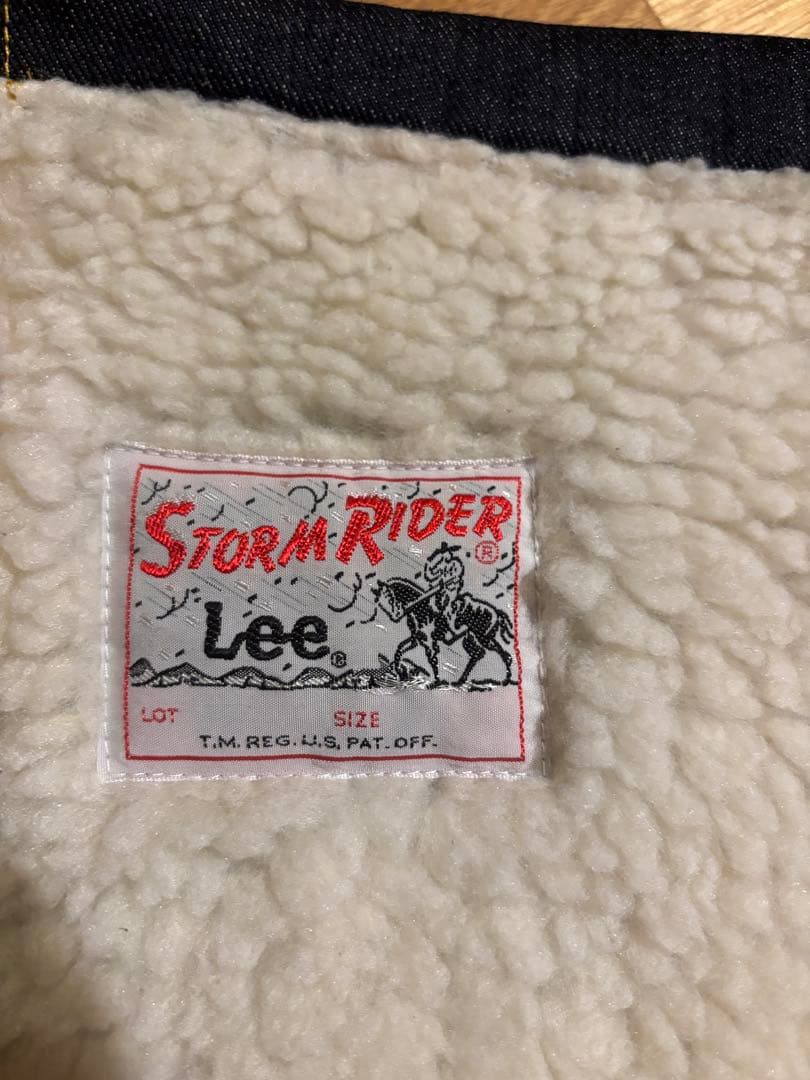 STORM RIDER ®
Lee ®
LOT SIZE
T.M. REG. U.S. PAT. OFF.